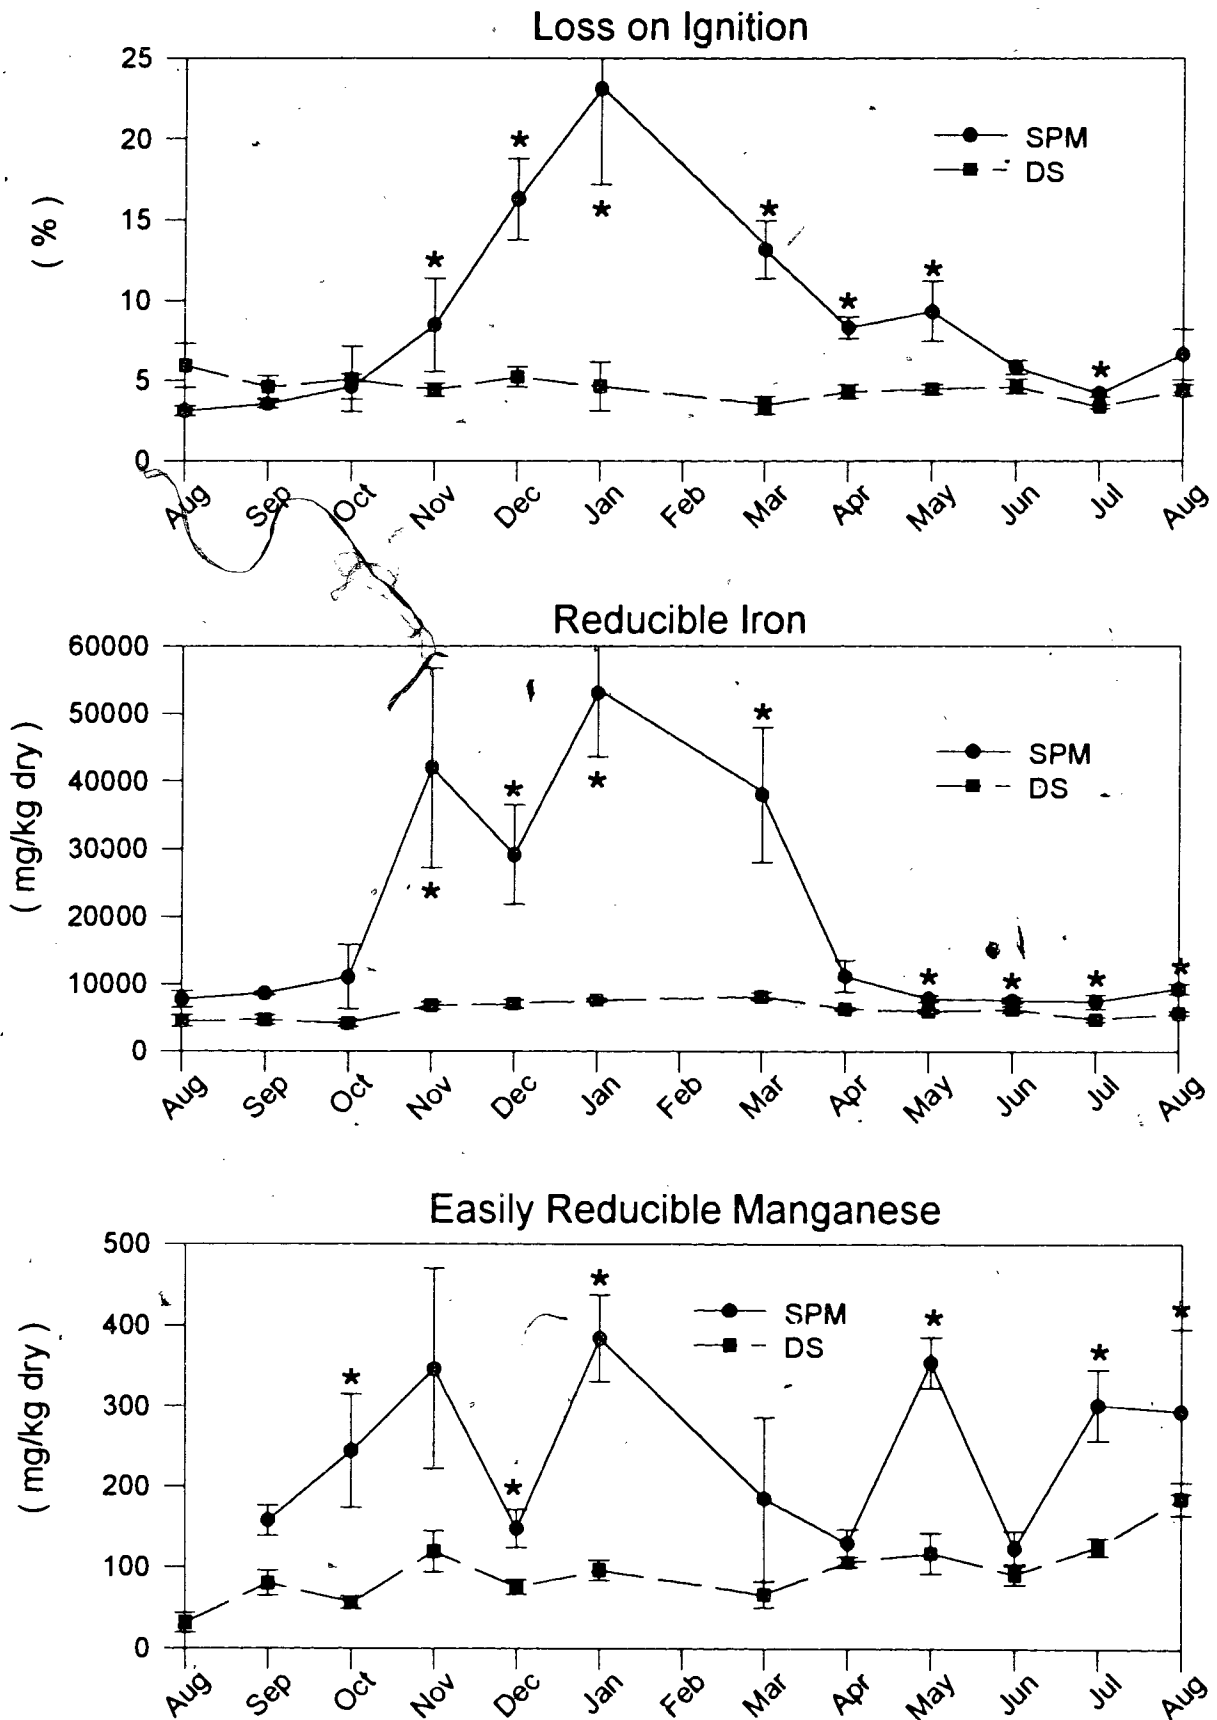 Loss on Ignition
25
20
15
10
5
0
( % )
SPM
DS
Aug Sep Oct Nov Dec Jan Feb Mar Apr May Jun Jul Aug
Reducible Iron
60000
50000
40000
30000
20000
10000
0
( mg/kg dry )
SPM
DS
Aug Sep Oct Nov Dec Jan Feb Mar Apr May Jun Jul Aug
Easily Reducible Manganese
500
400
300
200
100
0
( mg/kg dry )
SPM
DS
Aug Sep Oct Nov Dec Jan Feb Mar Apr May Jun Jul Aug